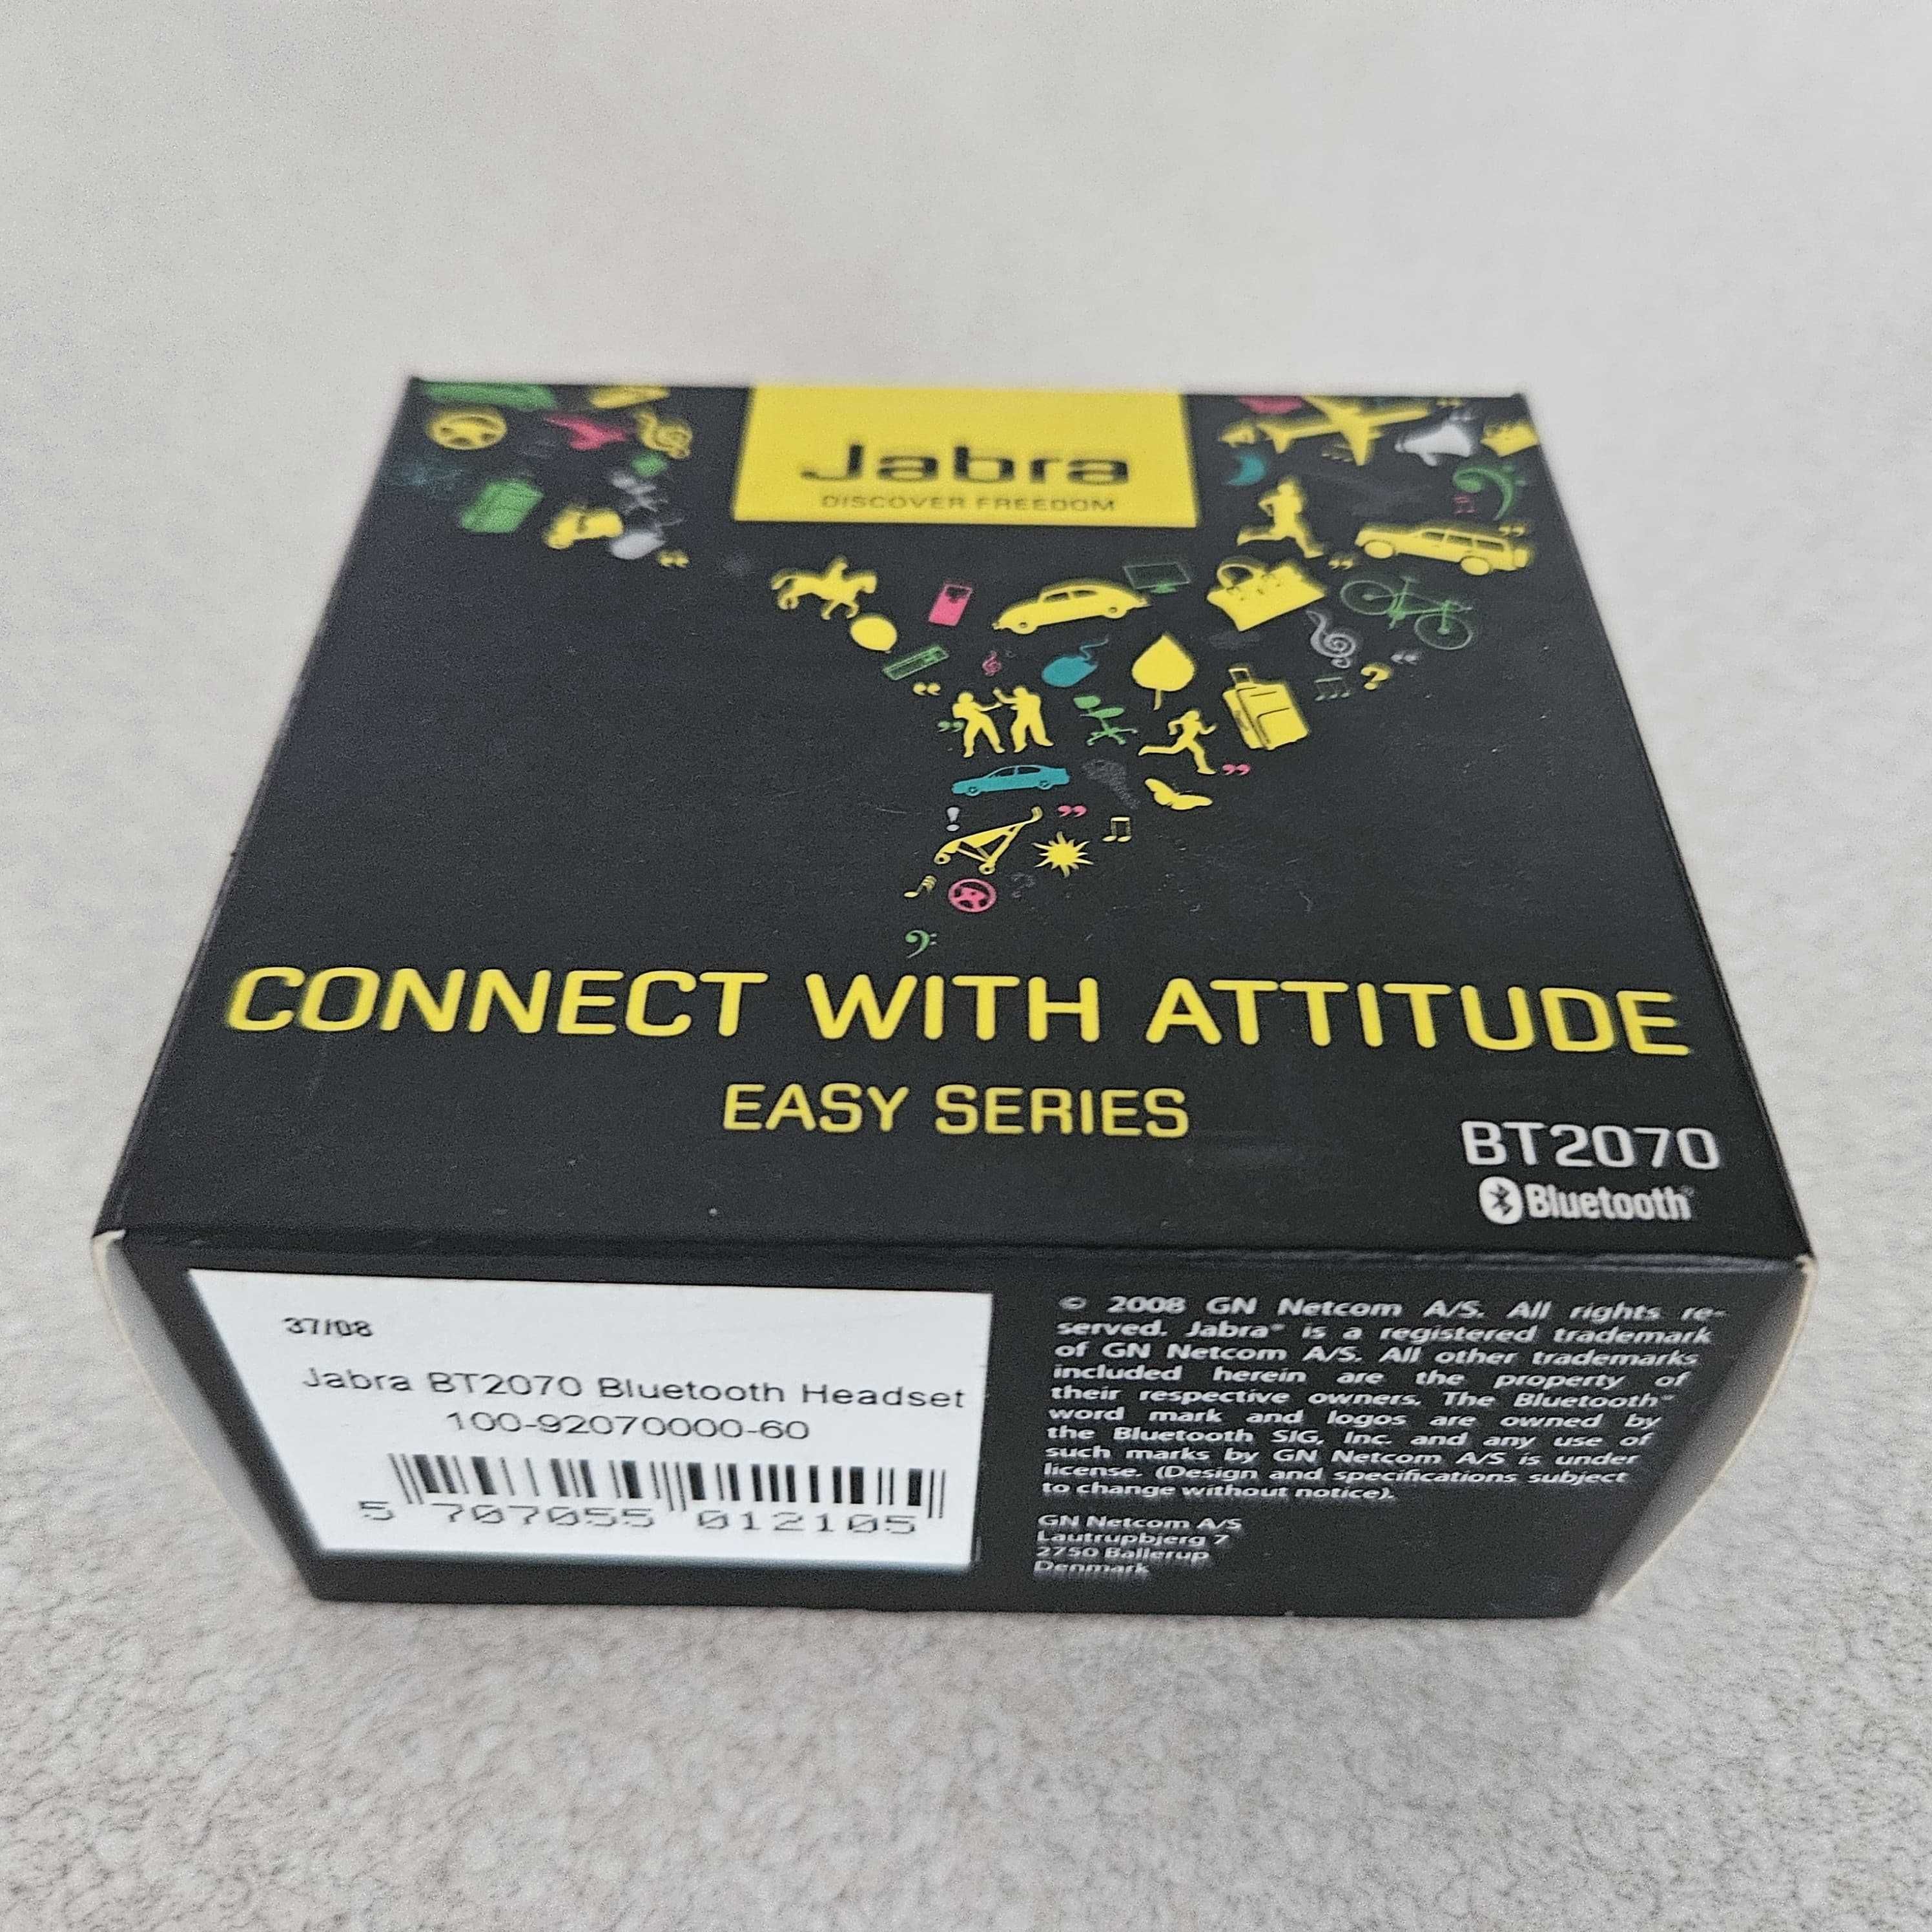 Jabra
DISCOVER FREEDOM
CONNECT WITH ATTITUDE
EASY SERIES
BT2070
Bluetooth®
37/08
Jabra BT2070 Bluetooth Headset
100-92070000-60
5 707055 012105
© 2008 GN Netcom A/S. All rights re-
served. Jabra® is a registered trademark
of GN Netcom A/S. All other trademarks
included herein are the property of
their respective owners. The Bluetooth®
word mark and logos are owned by
the Bluetooth SIG, Inc. and any use of
such marks by GN Netcom A/S is under
license. (Design and specifications subject
to change without notice).
GN Netcom A/S
Lautrupbjerg 7
2750 Ballerup
Denmark